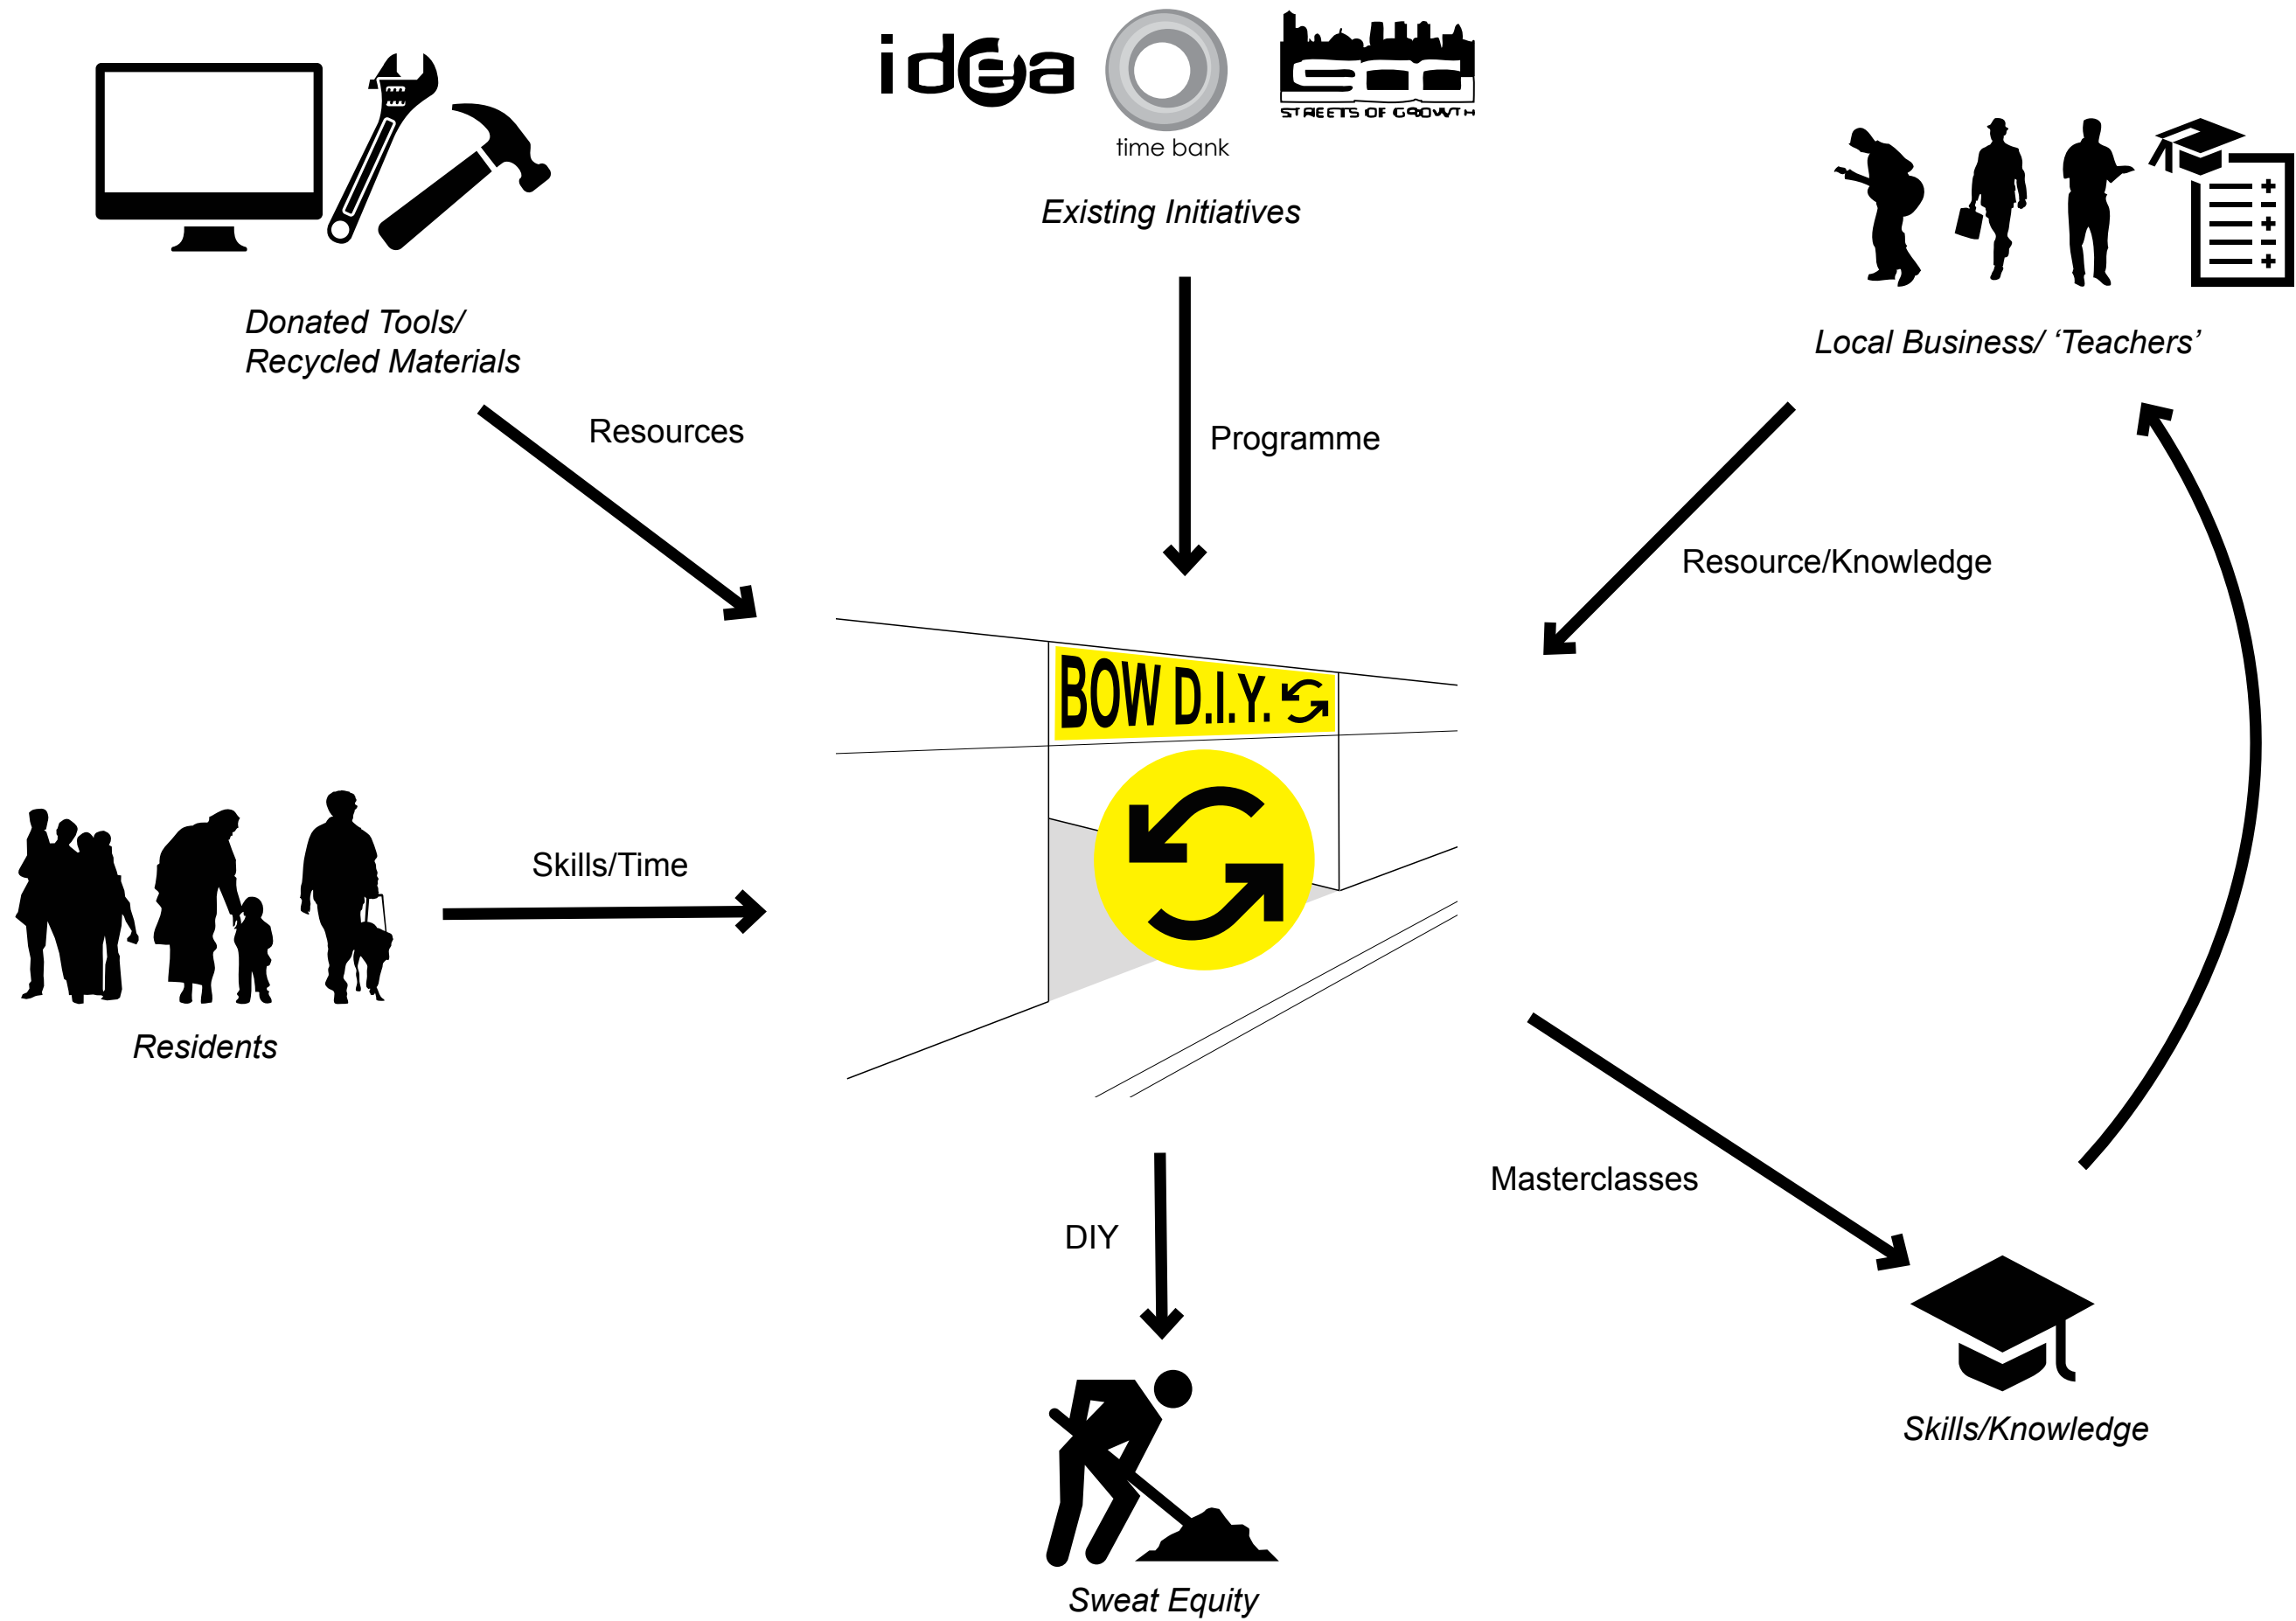 idea
time bank
STREETS OF GROWTH
Existing Initiatives
Donated Tools/
Recycled Materials
Local Business/ ‘Teachers’
Resources
Programme
Resource/Knowledge
BOW D.I.Y.
Skills/Time
Residents
Masterclasses
DIY
Skills/Knowledge
Sweat Equity